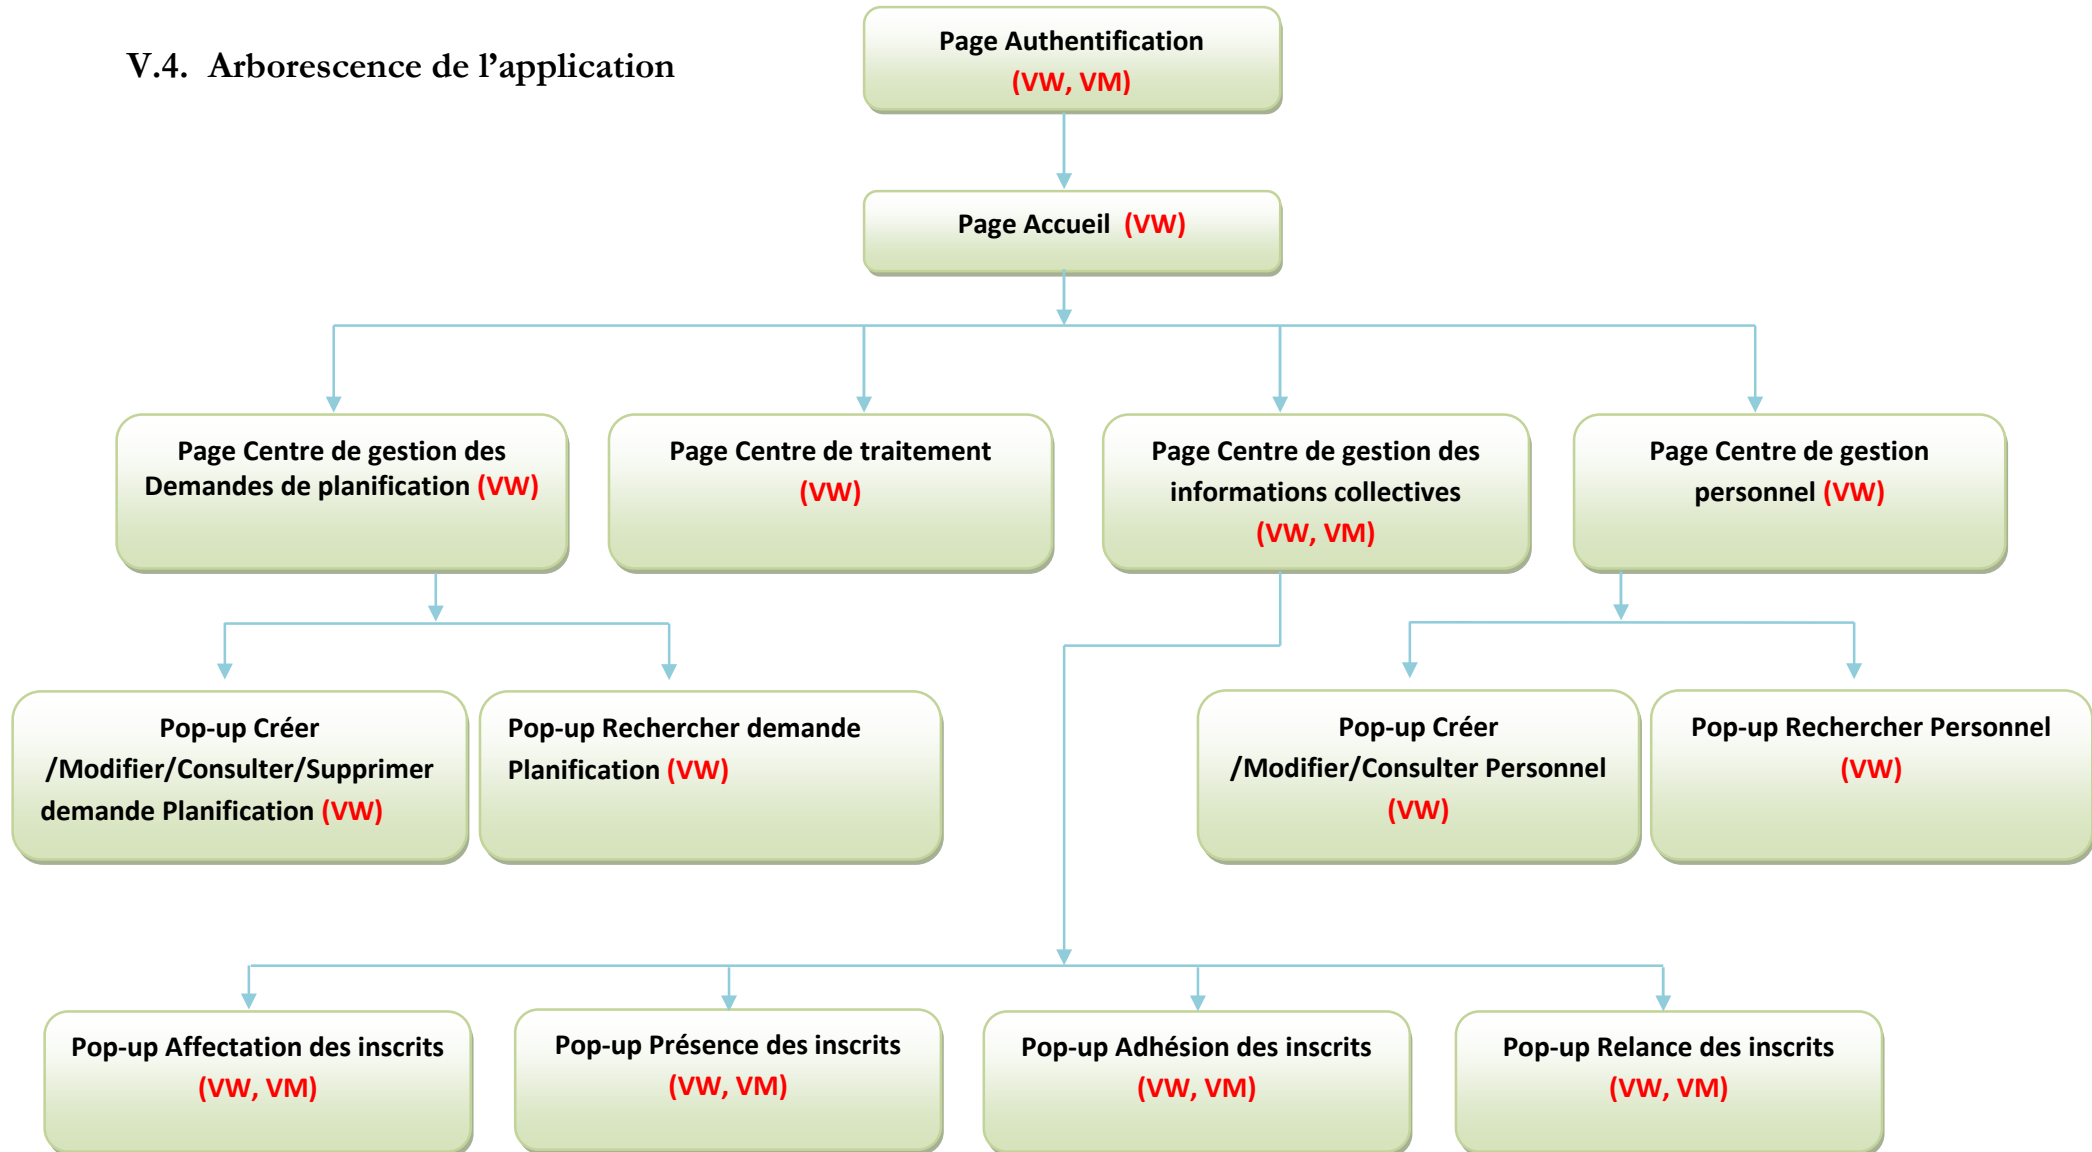 V.4. Arborescence de l’application
Page Authentification
(VW, VM)
Page Accueil (VW)
Page Centre de gestion des
Demandes de planification (VW)
Page Centre de traitement
(VW)
Page Centre de gestion des
informations collectives
(VW, VM)
Page Centre de gestion
personnel (VW)
Pop-up Créer
/Modifier/Consulter/Supprimer
demande Planification (VW)
Pop-up Rechercher demande
Planification (VW)
Pop-up Créer
/Modifier/Consulter Personnel
(VW)
Pop-up Rechercher Personnel
(VW)
Pop-up Affectation des inscrits
(VW, VM)
Pop-up Présence des inscrits
(VW, VM)
Pop-up Adhésion des inscrits
(VW, VM)
Pop-up Relance des inscrits
(VW, VM)